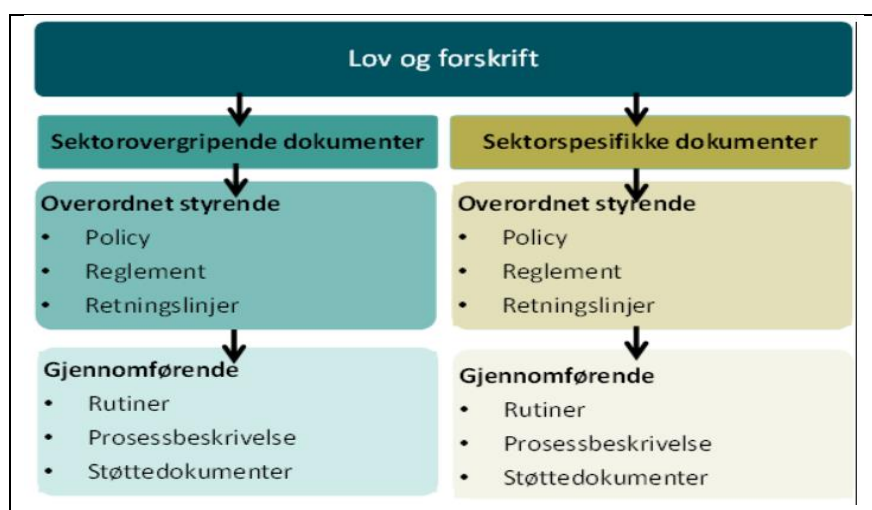 Lov og forskrift
Sektorovergripende dokumenter
Overordnet styrende
• Policy
• Reglement
• Retningslinjer
Gjennomførende
• Rutiner
• Prosessbeskrivelse
• Støttedokumenter
Sektorspesifikke dokumenter
Overordnet styrende
• Policy
• Reglement
• Retningslinjer
Gjennomførende
• Rutiner
• Prosessbeskrivelse
• Støttedokumenter